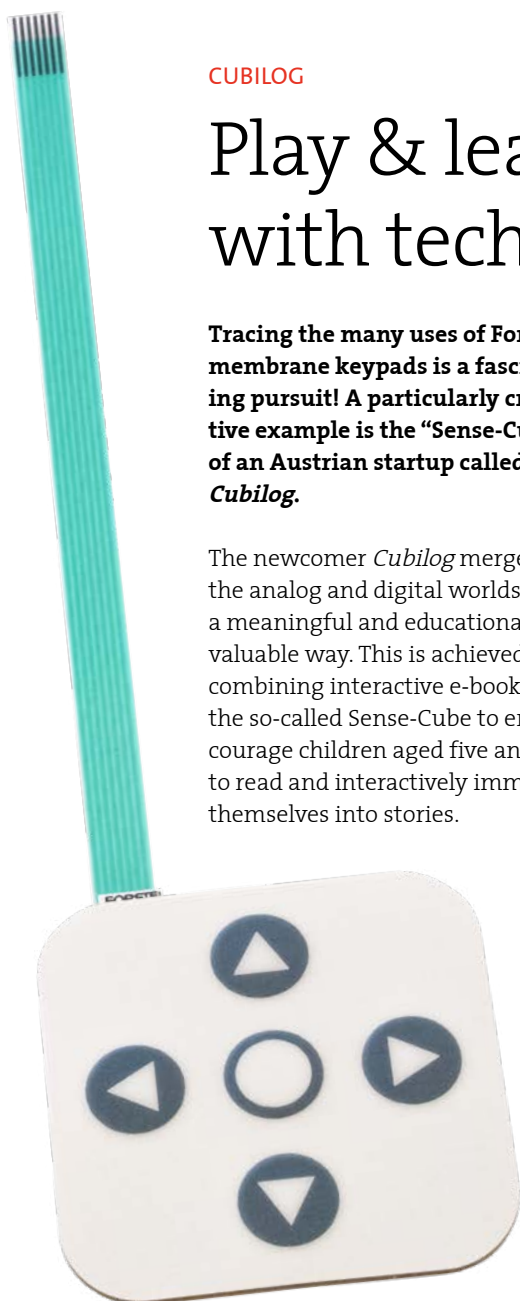 CUBILOG
Play & lea
with tech
Tracing the many uses of For
membrane keypads is a fasci
ing pursuit! A particularly cr
tive example is the “Sense-Cu
of an Austrian startup called
Cubilog.
The newcomer Cubilog merge
the analog and digital worlds
a meaningful and educationa
valuable way. This is achieved
combining interactive e-book
the so-called Sense-Cube to en
courage children aged five an
to read and interactively imm
themselves into stories.